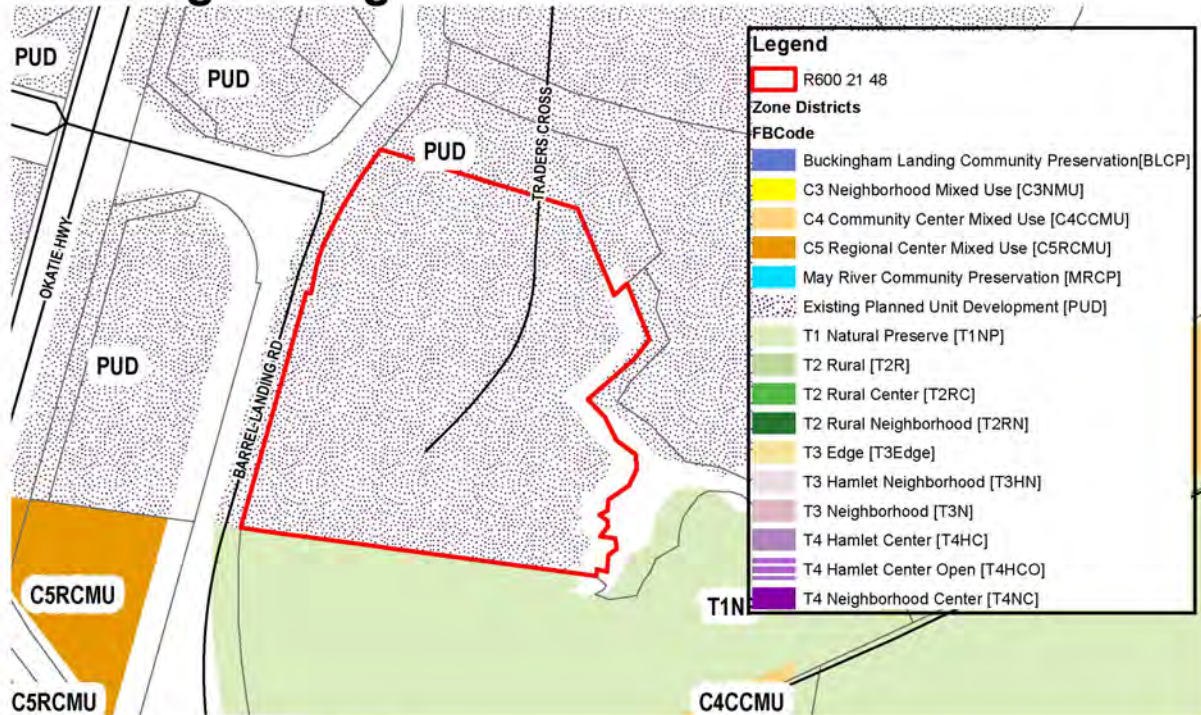 PUD
PUD
PUD
TRADERS CROSS
OKATIE HWY
PUD
BARREL LANDING RD
C5RCMU
C5RCMU
C4CCMU
Legend
R600 21 48
Zone Districts
FBCode
Buckingham Landing Community Preservation[BLCP]
C3 Neighborhood Mixed Use [C3NMU]
C4 Community Center Mixed Use [C4CCMU]
C5 Regional Center Mixed Use [C5RCMU]
May River Community Preservation [MRCP]
Existing Planned Unit Development [PUD]
T1 Natural Preserve [T1NP]
T2 Rural [T2R]
T2 Rural Center [T2RC]
T2 Rural Neighborhood [T2RN]
T3 Edge [T3Edge]
T3 Hamlet Neighborhood [T3HN]
T3 Neighborhood [T3N]
T4 Hamlet Center [T4HC]
T4 Hamlet Center Open [T4HCO]
T4 Neighborhood Center [T4NC]